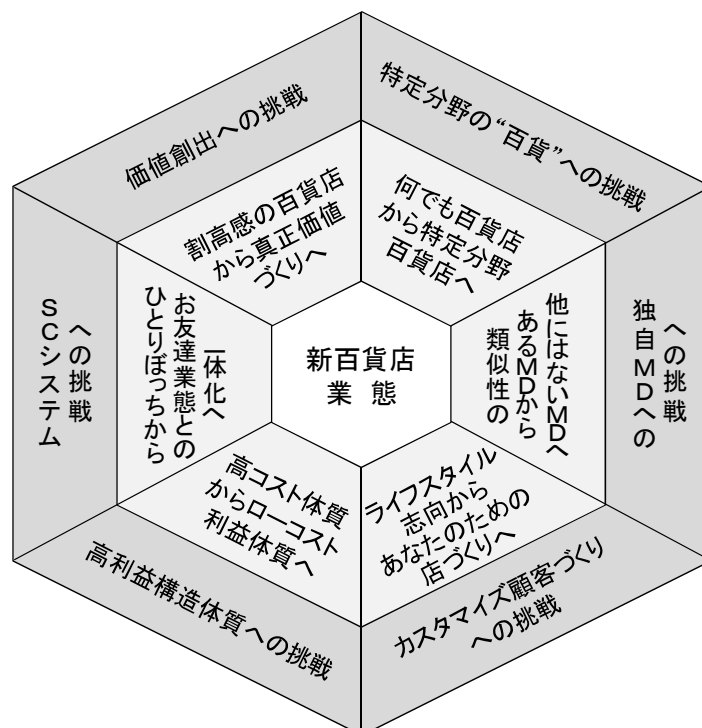 価値創出への挑戦
特定分野の“百貨”への挑戦
割高感の百貨店
から真正価値
づくりへ
何でも百貨店
から特定分野
百貨店へ
SCシステム
への挑戦
ひとりぼっちから
お友達業態との
一体化へ
新百貨店
業 態
類似性の
あるMDから
他にはないMDへ
独自MDへの
への挑戦
高コスト体質
からローコスト
利益体質へ
ライフスタイル
志向から
あなたのための
店づくりへ
高利益構造体質への挑戦
カスタマイズ顧客づくり
への挑戦